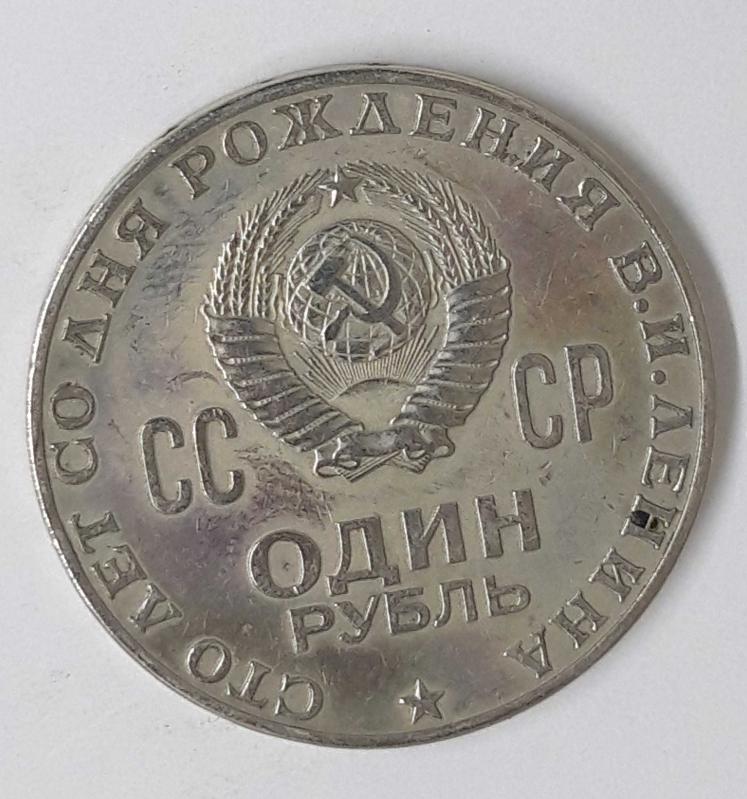 СТО ЛЕТ СО ДНЯ РОЖДЕНИЯ В.И.ЛЕНИНА
СС СР
ОДИН
РУБЛЬ